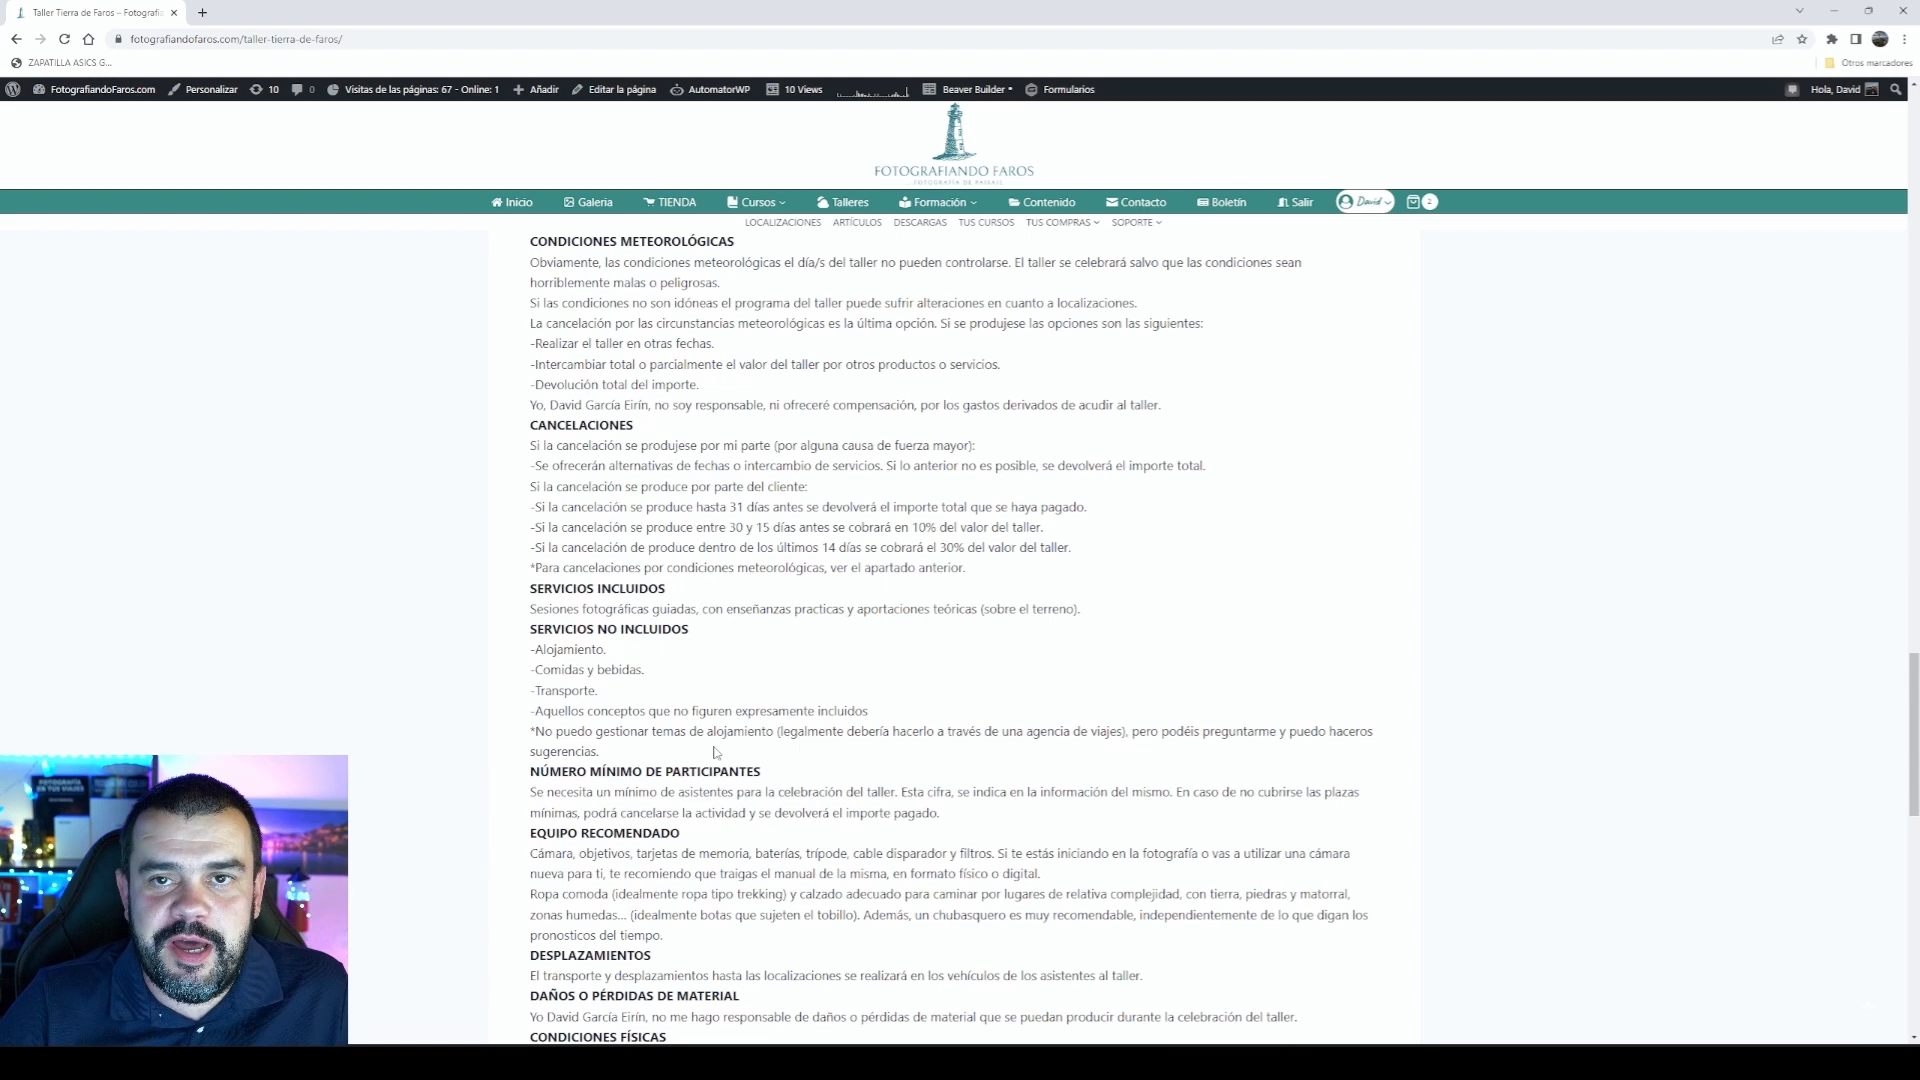 Taller Tierra de Faros – Fotografia
fotografiandofaros.com/taller-tierra-de-faros/
ZAPATILLA ASICS G...
Otros marcadores
FotografiandoFaros.com Personalizar 10 0 Visitas de las páginas: 67 - Online: 1 Añadir Editar la página AutomatorWP 10 Views Beaver Builder Formularios Hola, David
FOTOGRAFIANDO FAROS
FOTOGRAFÍA DE PAISAJE
Inicio Galeria TIENDA Cursos Talleres Formación Contenido Contacto Boletín Salir David 2
LOCALIZACIONES ARTÍCULOS DESCARGAS TUS CURSOS TUS COMPRAS SOPORTE
CONDICIONES METEOROLÓGICAS
Obviamente, las condiciones meteorológicas el día/s del taller no pueden controlarse. El taller se celebrará salvo que las condiciones sean
horriblemente malas o peligrosas.
Si las condiciones no son idóneas el programa del taller puede sufrir alteraciones en cuanto a localizaciones.
La cancelación por las circunstancias meteorológicas es la última opción. Si se produjese las opciones son las siguientes:
-Realizar el taller en otras fechas.
-Intercambiar total o parcialmente el valor del taller por otros productos o servicios.
-Devolución total del importe.
Yo, David García Eirín, no soy responsable, ni ofreceré compensación, por los gastos derivados de acudir al taller.
CANCELACIONES
Si la cancelación se produjese por mi parte (por alguna causa de fuerza mayor):
-Se ofrecerán alternativas de fechas o intercambio de servicios. Si lo anterior no es posible, se devolverá el importe total.
Si la cancelación se produce por parte del cliente:
-Si la cancelación se produce hasta 31 días antes se devolverá el importe total que se haya pagado.
-Si la cancelación se produce entre 30 y 15 días antes se cobrará en 10% del valor del taller.
-Si la cancelación de produce dentro de los últimos 14 días se cobrará el 30% del valor del taller.
*Para cancelaciones por condiciones meteorológicas, ver el apartado anterior.
SERVICIOS INCLUIDOS
Sesiones fotográficas guiadas, con enseñanzas practicas y aportaciones teóricas (sobre el terreno).
SERVICIOS NO INCLUIDOS
-Alojamiento.
-Comidas y bebidas.
-Transporte.
-Aquellos conceptos que no figuren expresamente incluidos
*No puedo gestionar temas de alojamiento (legalmente debería hacerlo a través de una agencia de viajes), pero podéis preguntarme y puedo haceros
sugerencias.
NÚMERO MÍNIMO DE PARTICIPANTES
Se necesita un mínimo de asistentes para la celebración del taller. Esta cifra, se indica en la información del mismo. En caso de no cubrirse las plazas
mínimas, podrá cancelarse la actividad y se devolverá el importe pagado.
EQUIPO RECOMENDADO
Cámara, objetivos, tarjetas de memoria, baterías, trípode, cable disparador y filtros. Si te estás iniciando en la fotografía o vas a utilizar una cámara
nueva para ti, te recomiendo que traigas el manual de la misma, en formato físico o digital.
Ropa comoda (idealmente ropa tipo trekking) y calzado adecuado para caminar por lugares de relativa complejidad, con tierra, piedras y matorral,
zonas humedas... (idealmente botas que sujeten el tobillo). Además, un chubasquero es muy recomendable, independientemente de lo que digan los
pronosticos del tiempo.
DESPLAZAMIENTOS
El transporte y desplazamientos hasta las localizaciones se realizará en los vehículos de los asistentes al taller.
DAÑOS O PÉRDIDAS DE MATERIAL
Yo David García Eirín, no me hago responsable de daños o pérdidas de material que se puedan producir durante la celebración del taller.
CONDICIONES FÍSICAS